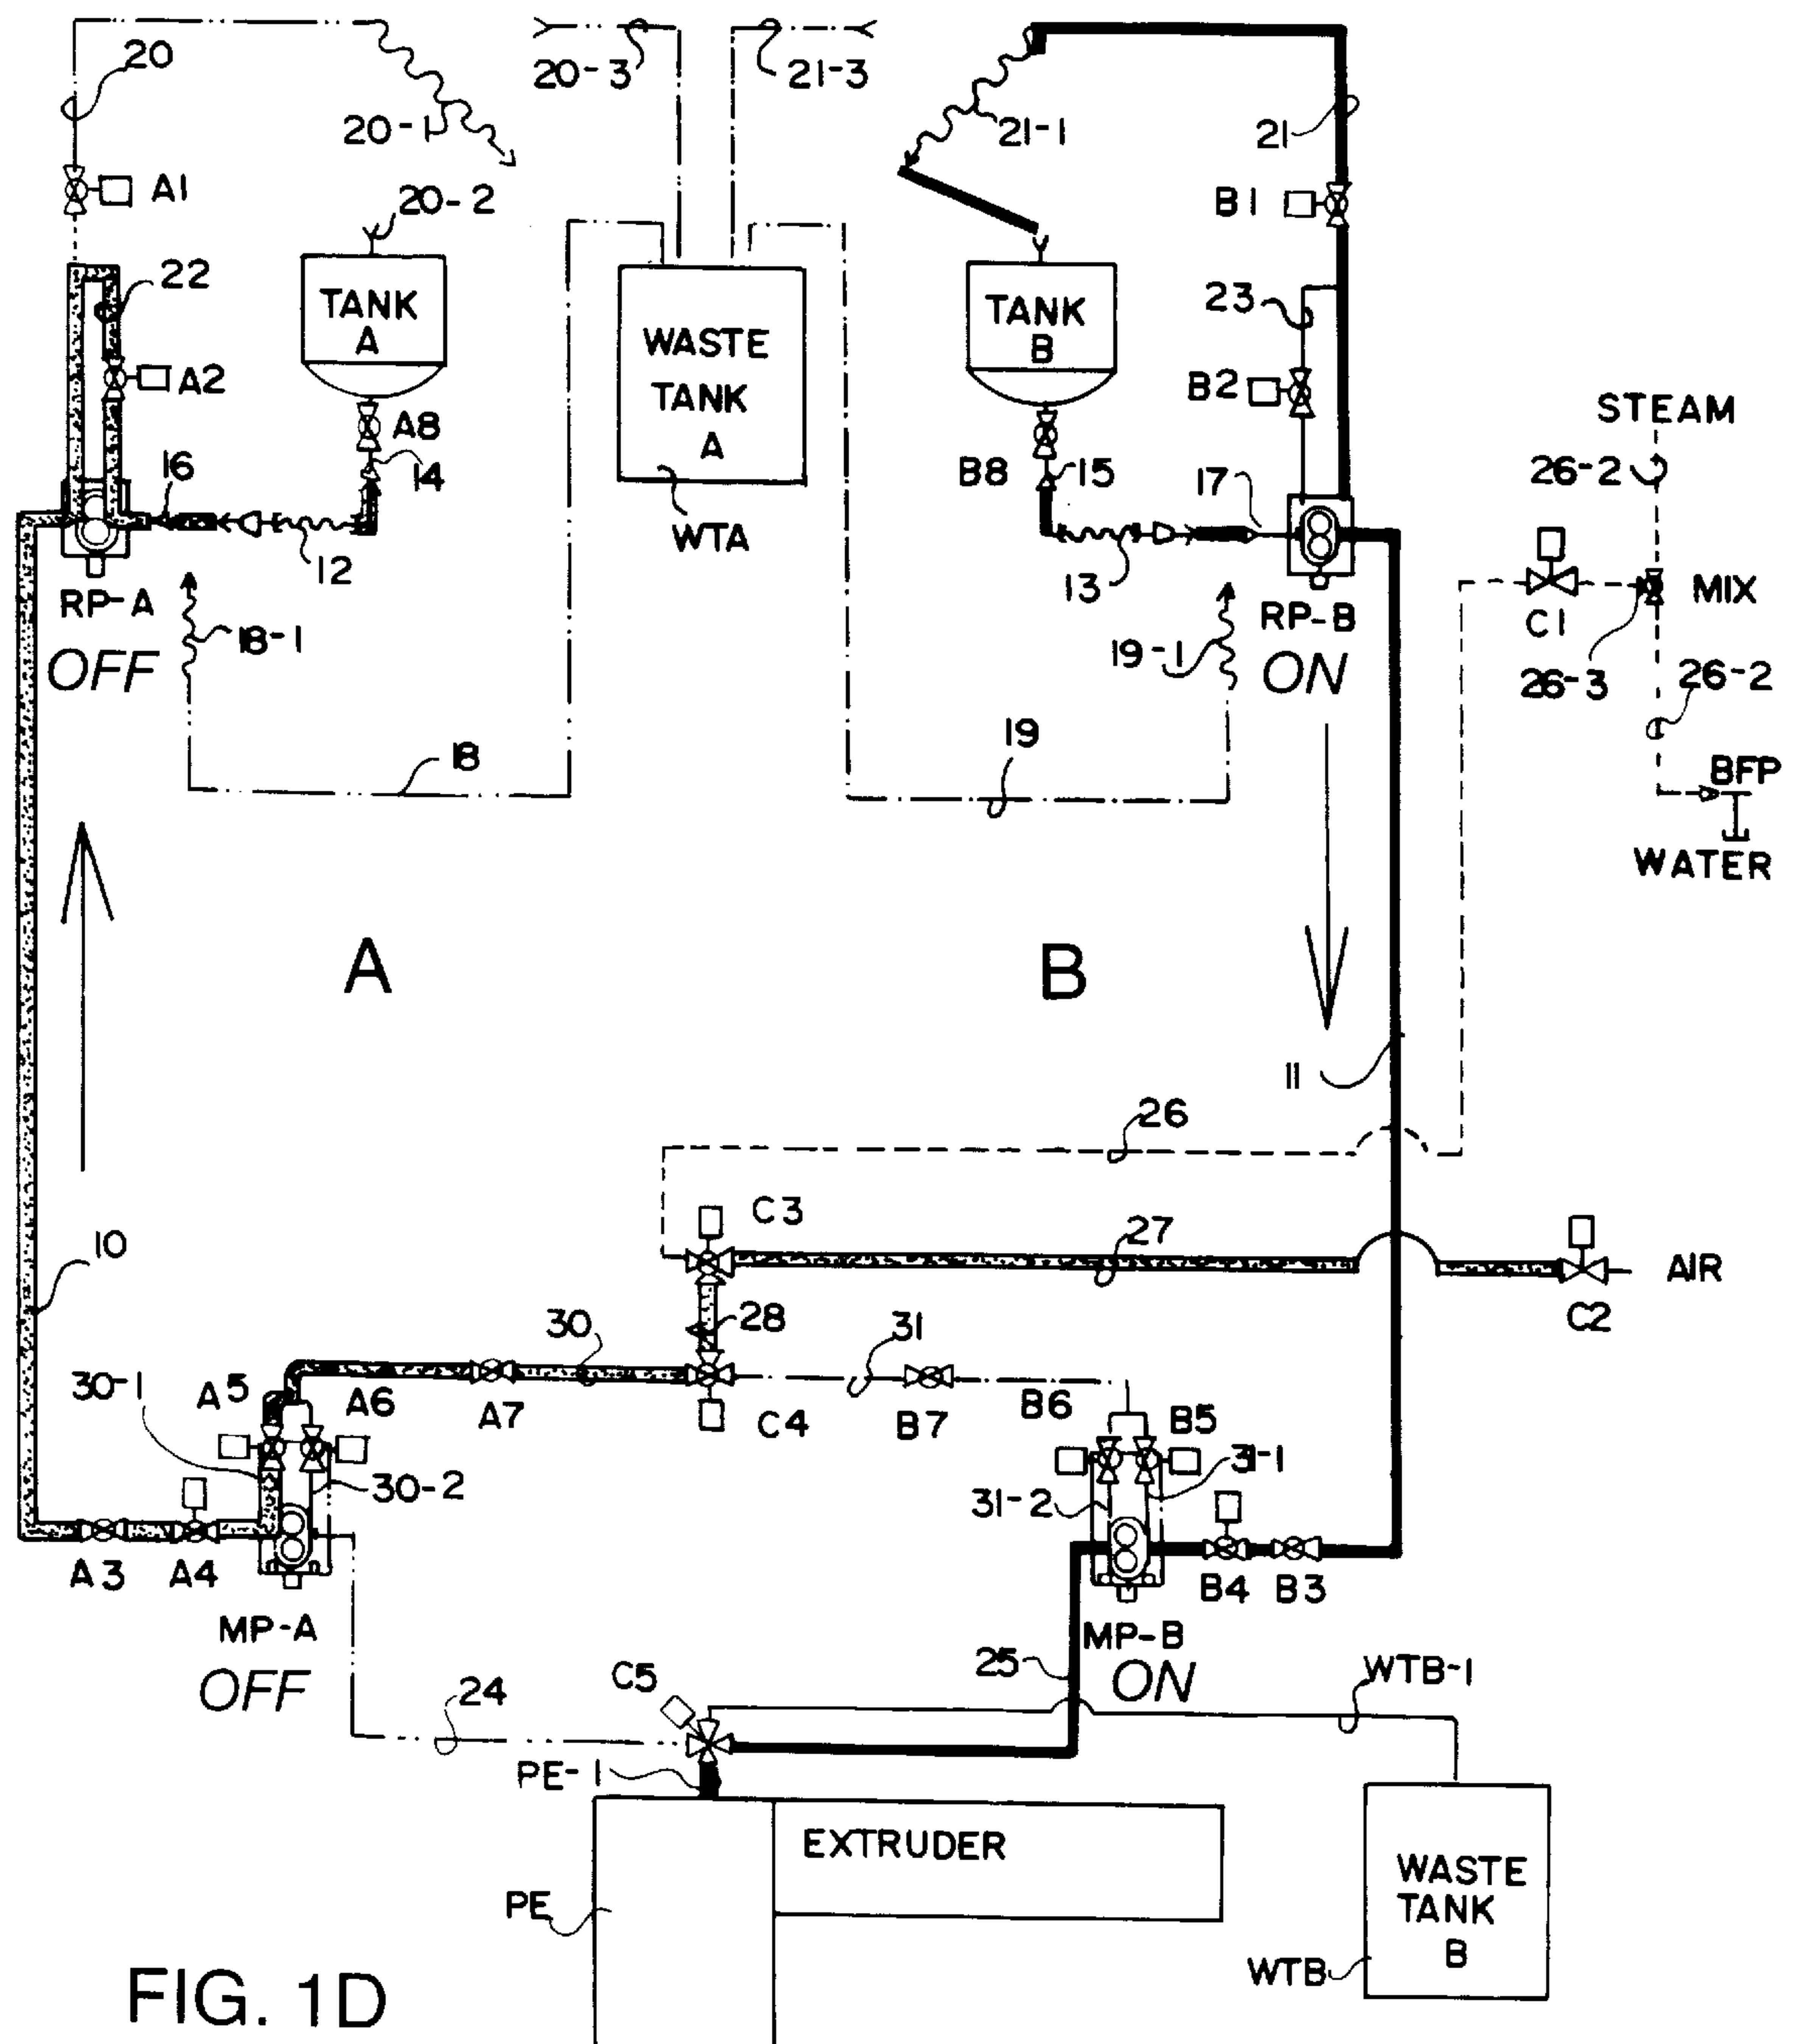 20
20-1
20-3
21-3
21-1
21
A1
20-2
B1
22
TANK
A
WASTE
TANK
A
TANK
B
23
A2
B2
STEAM
A8
14
16
B8
15
17
26-2
WTA
12
13
RP-A
18-1
OFF
RP-B
19-1
ON
C1
MIX
26-3
26-2
18
19
BFP
WATER
A
B
11
26
10
C3
27
AIR
C2
28
30
31
30-1
A5
A6
A7
C4
B7
B6
B5
30-2
31-2
31-1
A3
A4
B4
B3
MP-A
OFF
MP-B
ON
25
C5
WTB-1
24
PE-1
EXTRUDER
PE
WASTE
TANK
B
WTB
FIG. 1D